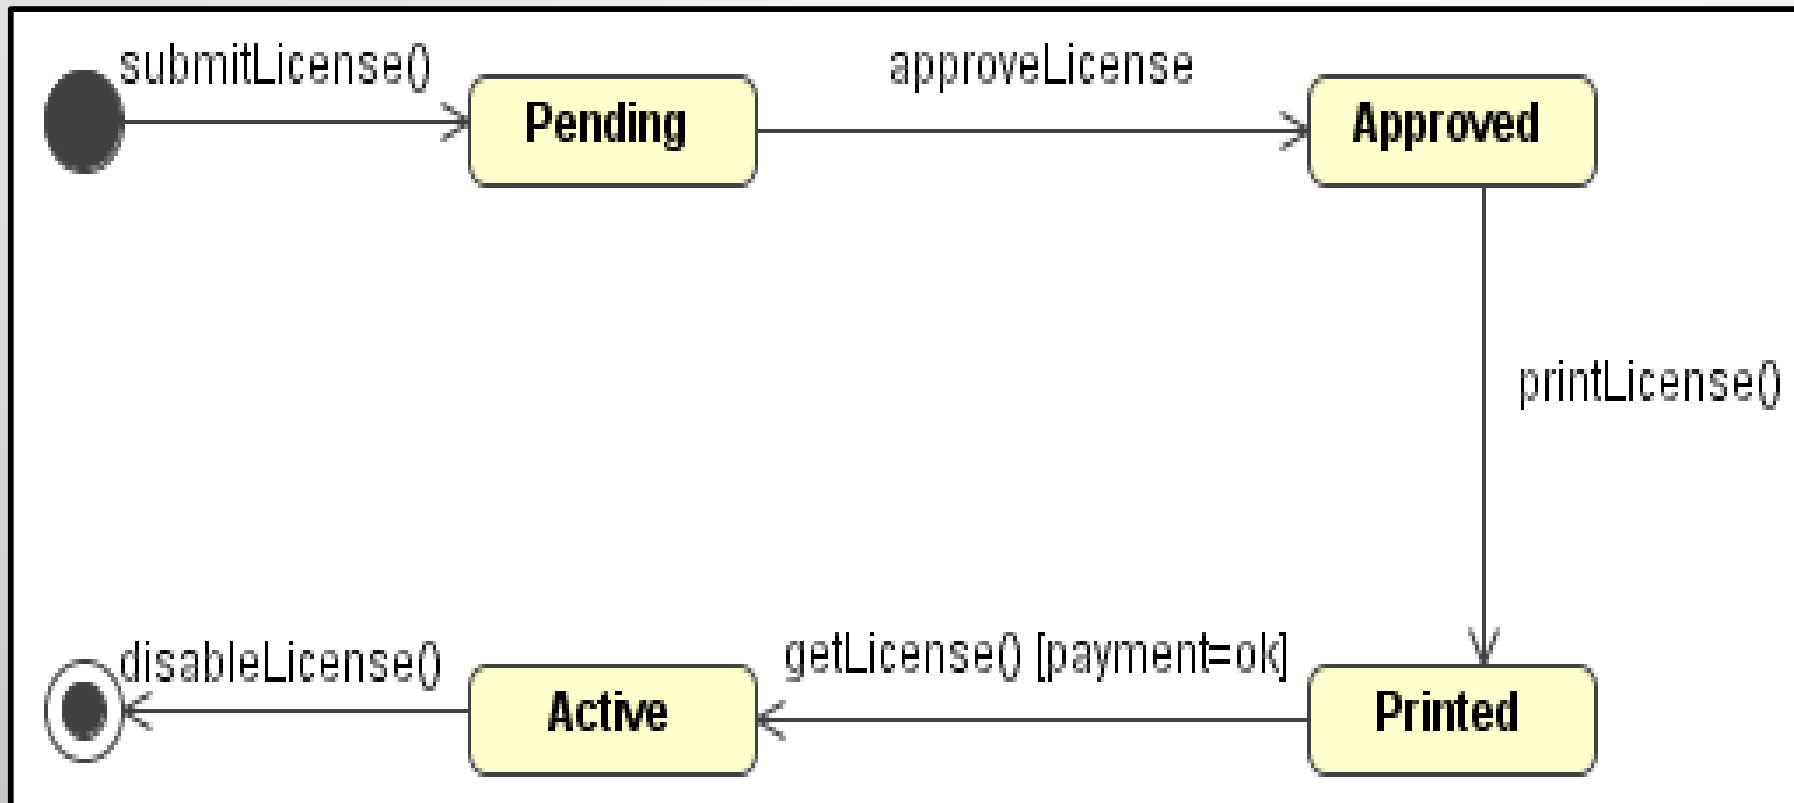 submitLicense()
Pending
approveLicense
Approved
printLicense()
disableLicense()
Active
getLicense() [payment=ok]
Printed